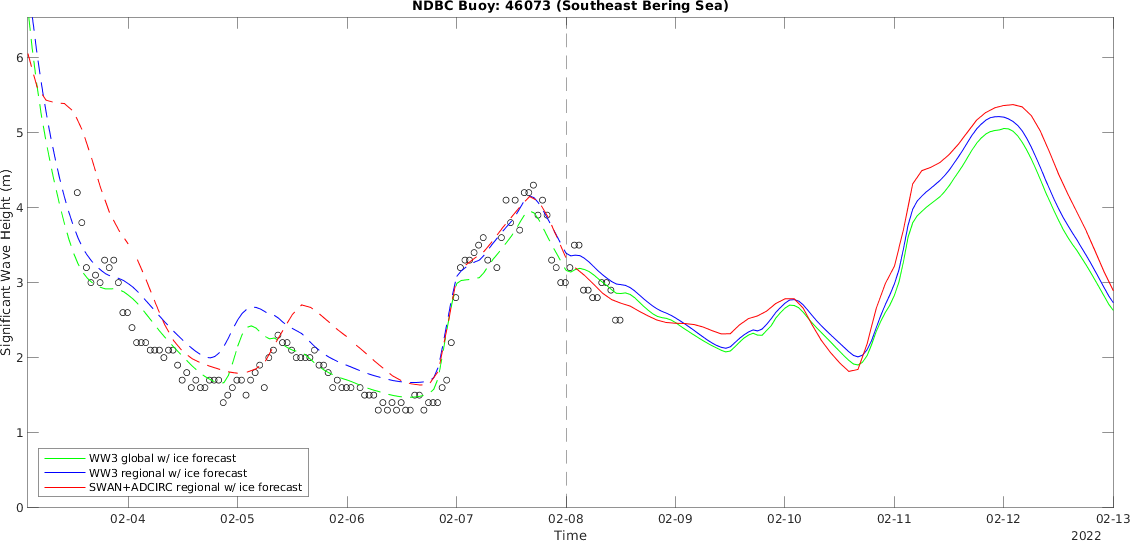 NDBC Buoy: 46073 (Southeast Bering Sea)
Significant Wave Height (m)
6
5
4
3
2
1
0
WW3 global w/ ice forecast
WW3 regional w/ ice forecast
SWAN+ADCIRC regional w/ ice forecast
02-04 02-05 02-06 02-07 02-08 02-09 02-10 02-11 02-12 02-13
Time
2022